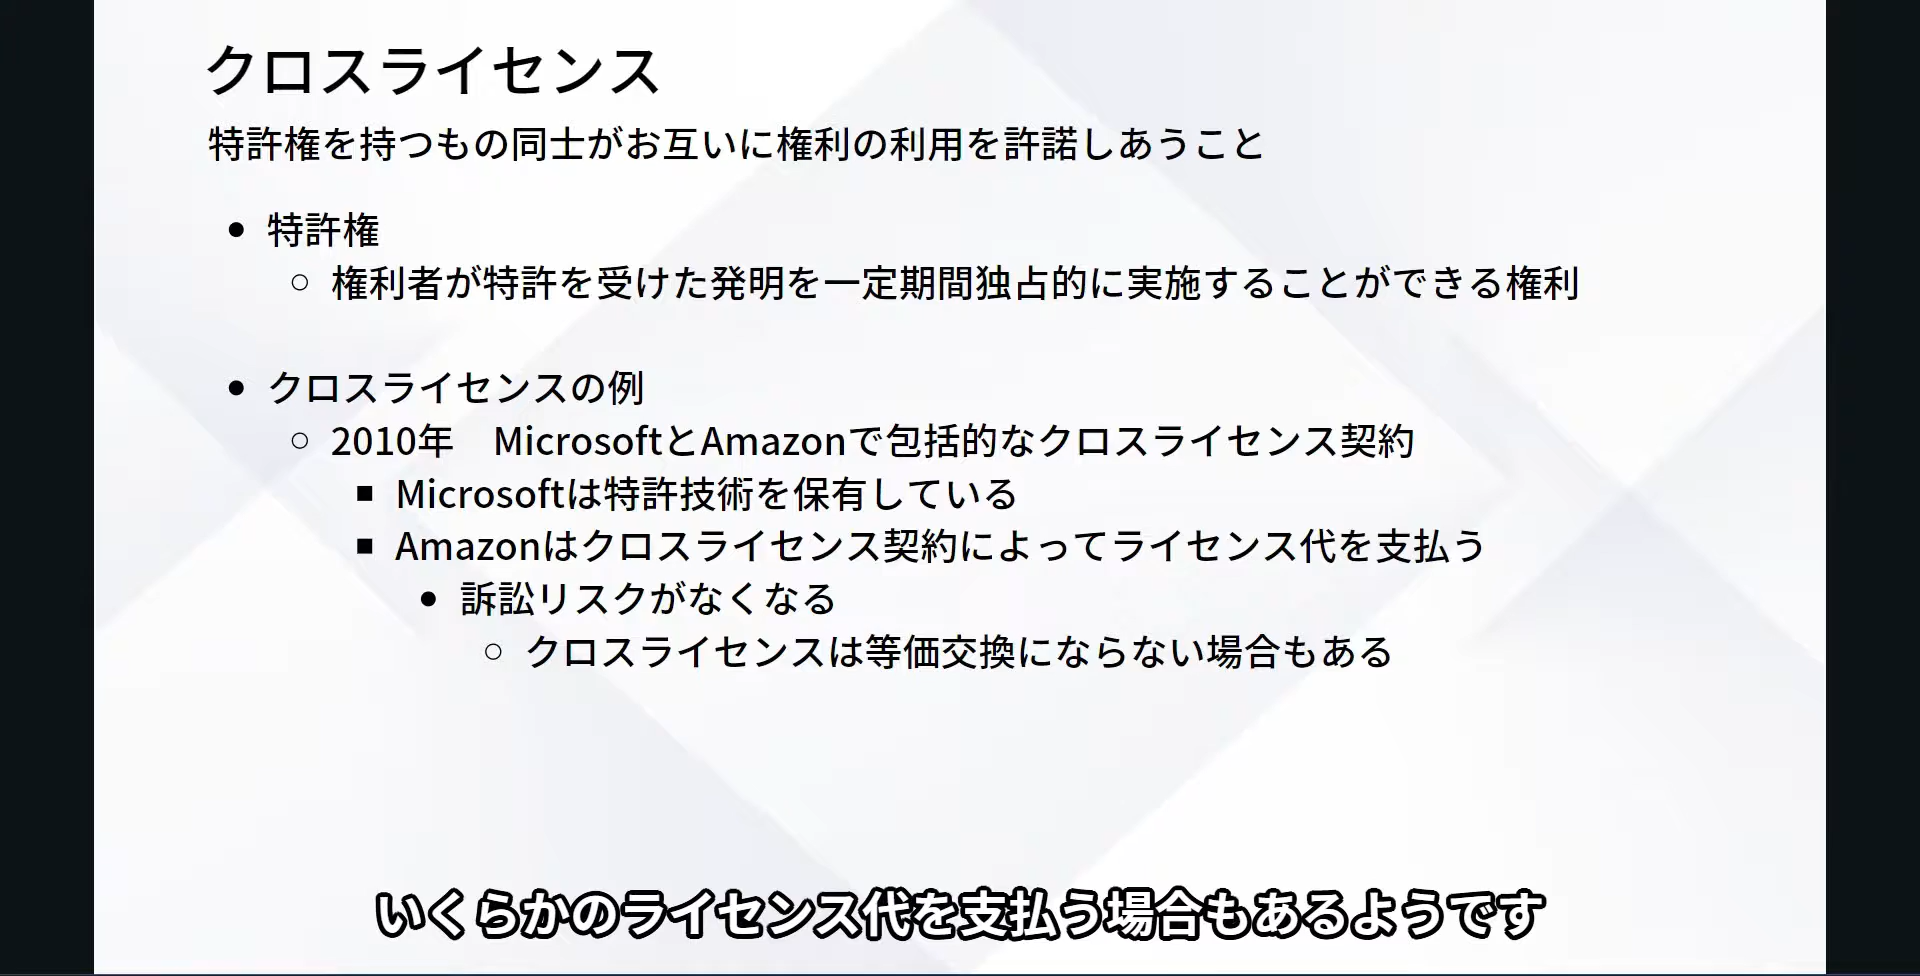 クロスライセンス
特許権を持つもの同士がお互いに権利の利用を許諾しあうこと
● 特許権
○ 権利者が特許を受けた発明を一定期間独占的に実施することができる権利
● クロスライセンスの例
○ 2010年　MicrosoftとAmazonで包括的なクロスライセンス契約
■ Microsoftは特許技術を保有している
■ Amazonはクロスライセンス契約によってライセンス代を支払う
● 訴訟リスクがなくなる
○ クロスライセンスは等価交換にならない場合もある
いくらかのライセンス代を支払う場合もあるようです